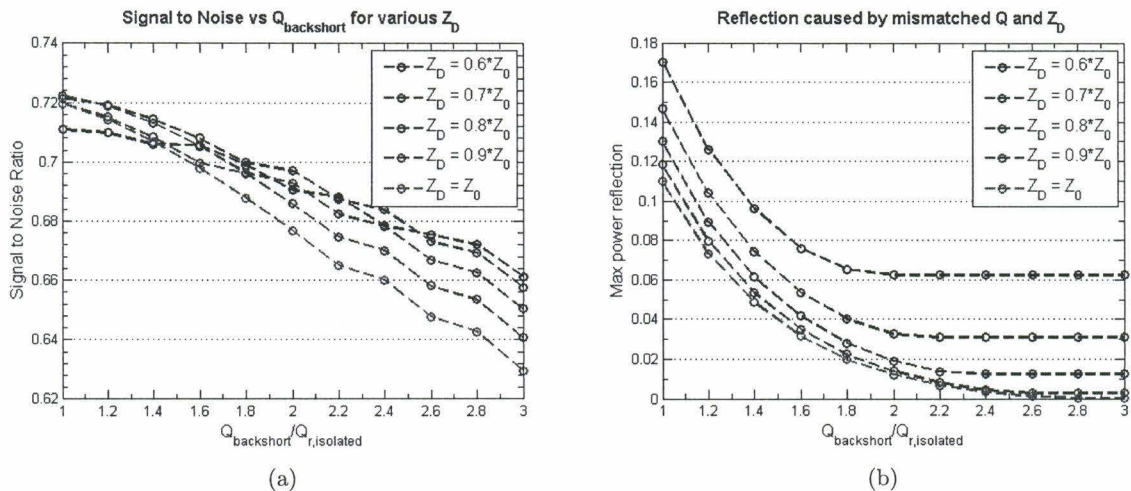 Signal to Noise vs Q_backshort for various Z_D
0.74
0.72
0.7
0.68
0.66
0.64
0.62
Signal to Noise Ratio
Z_D = 0.6*Z_0
Z_D = 0.7*Z_0
Z_D = 0.8*Z_0
Z_D = 0.9*Z_0
Z_D = Z_0
1 1.2 1.4 1.6 1.8 2 2.2 2.4 2.6 2.8 3
Q_backshort/Q_r,isolated
(a)
Reflection caused by mismatched Q and Z_D
0.18
0.16
0.14
0.12
0.1
0.08
0.06
0.04
0.02
0
Max power reflection
Z_D = 0.6*Z_0
Z_D = 0.7*Z_0
Z_D = 0.8*Z_0
Z_D = 0.9*Z_0
Z_D = Z_0
1 1.2 1.4 1.6 1.8 2 2.2 2.4 2.6 2.8 3
Q_backshort/Q_r,isolated
(b)